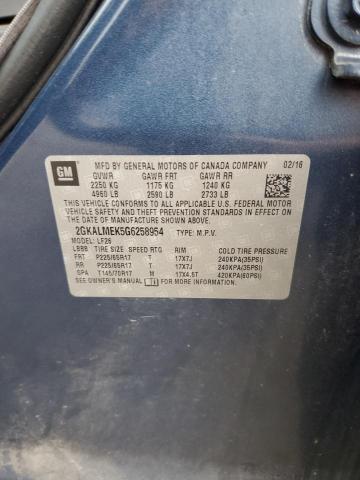 GM
MFD BY GENERAL MOTORS OF CANADA COMPANY 02/16
GVWR GAWR FRT GAWR RR
2250 KG 1175 KG 1240 KG
4960 LB 2590 LB 2733 LB
THIS VEHICLE CONFORMS TO ALL APPLICABLE
U.S. FEDERAL MOTOR VEHICLE SAFETY AND
THEFT PREVENTION STANDARDS IN EFFECT ON
THE DATE OF MANUFACTURE SHOWN ABOVE.
2GKALMEK5G6258954 TYPE: M.P.V.
LF26
LBBB TIRE SIZE SPEED RTG RIM COLD TIRE PRESSURE
FRT P225/65R17 T 17X7J 240KPA(35PSI)
RR P225/65R17 T 17X7J 240KPA(35PSI)
SPA T145/70R17 M 17X4.5T 420KPA(60PSI)
SEE OWNER'S MANUAL FOR MORE INFORMATION